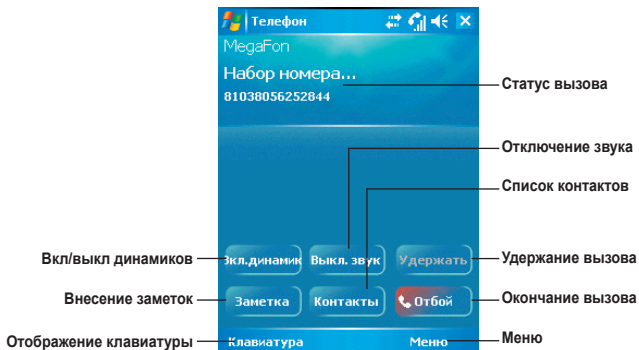 Телефон
MegaFon
Набор номера...
81038056252844
Статус вызова
Отключение звука
Список контактов
Вкл/выкл динамиков
Вкл.динамик Выкл. звук Удержать
Удержание вызова
Внесение заметок
Заметка Контакты Отбой
Окончание вызова
Отображение клавиатуры
Клавиатура Меню
Меню